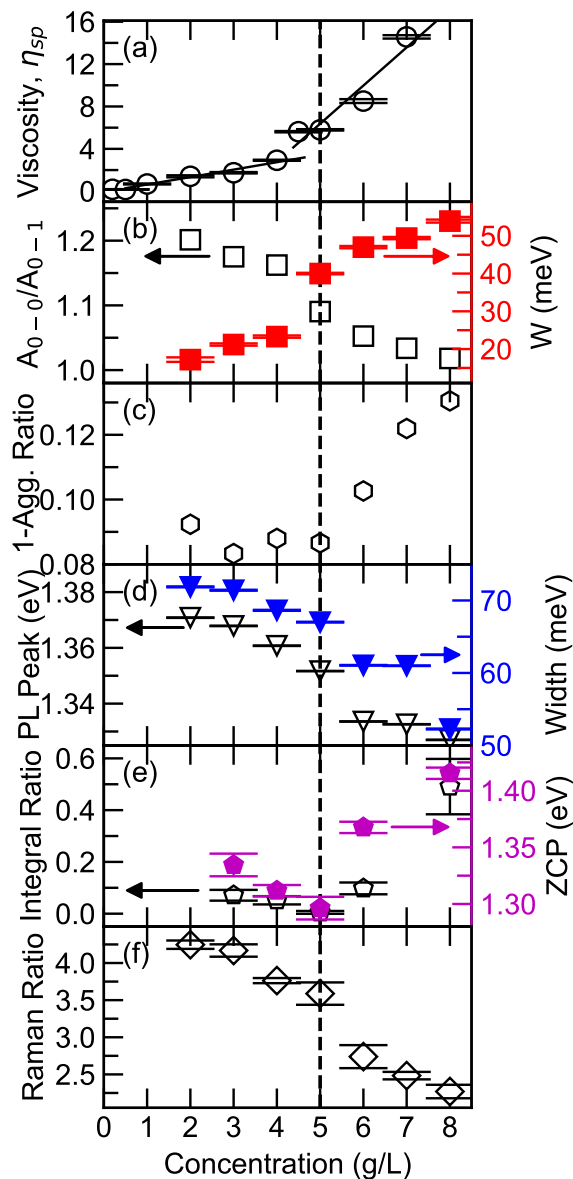 (a)
Viscosity, ηsp
16
12
8
4
0
(b)
A0−0/A0−1
1.2
1.1
1.0
W (meV)
50
40
30
20
(c)
1-Agg. Ratio
0.12
0.10
0.08
(d)
PL Peak (eV)
1.38
1.36
1.34
Width (meV)
70
60
50
(e)
Integral Ratio
0.6
0.4
0.2
0.0
ZCP (eV)
1.40
1.35
1.30
(f)
Raman Ratio
4.0
3.5
3.0
2.5
0 1 2 3 4 5 6 7 8
Concentration (g/L)